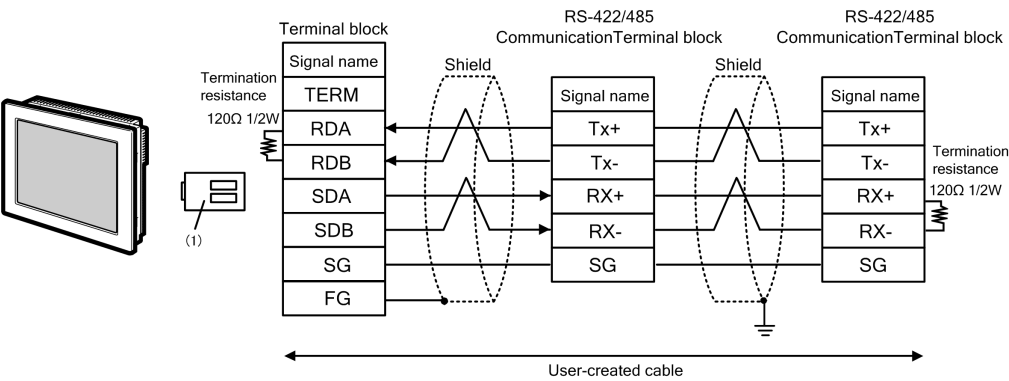 RS-422/485
CommunicationTerminal block
RS-422/485
CommunicationTerminal block
Terminal block
Signal name
TERM
RDA
RDB
SDA
SDB
SG
FG
Termination
resistance
120Ω 1/2W
(1)
Shield
Signal name
Tx+
Tx-
RX+
RX-
SG
Shield
Signal name
Tx+
Tx-
RX+
RX-
SG
Termination
resistance
120Ω 1/2W
User-created cable